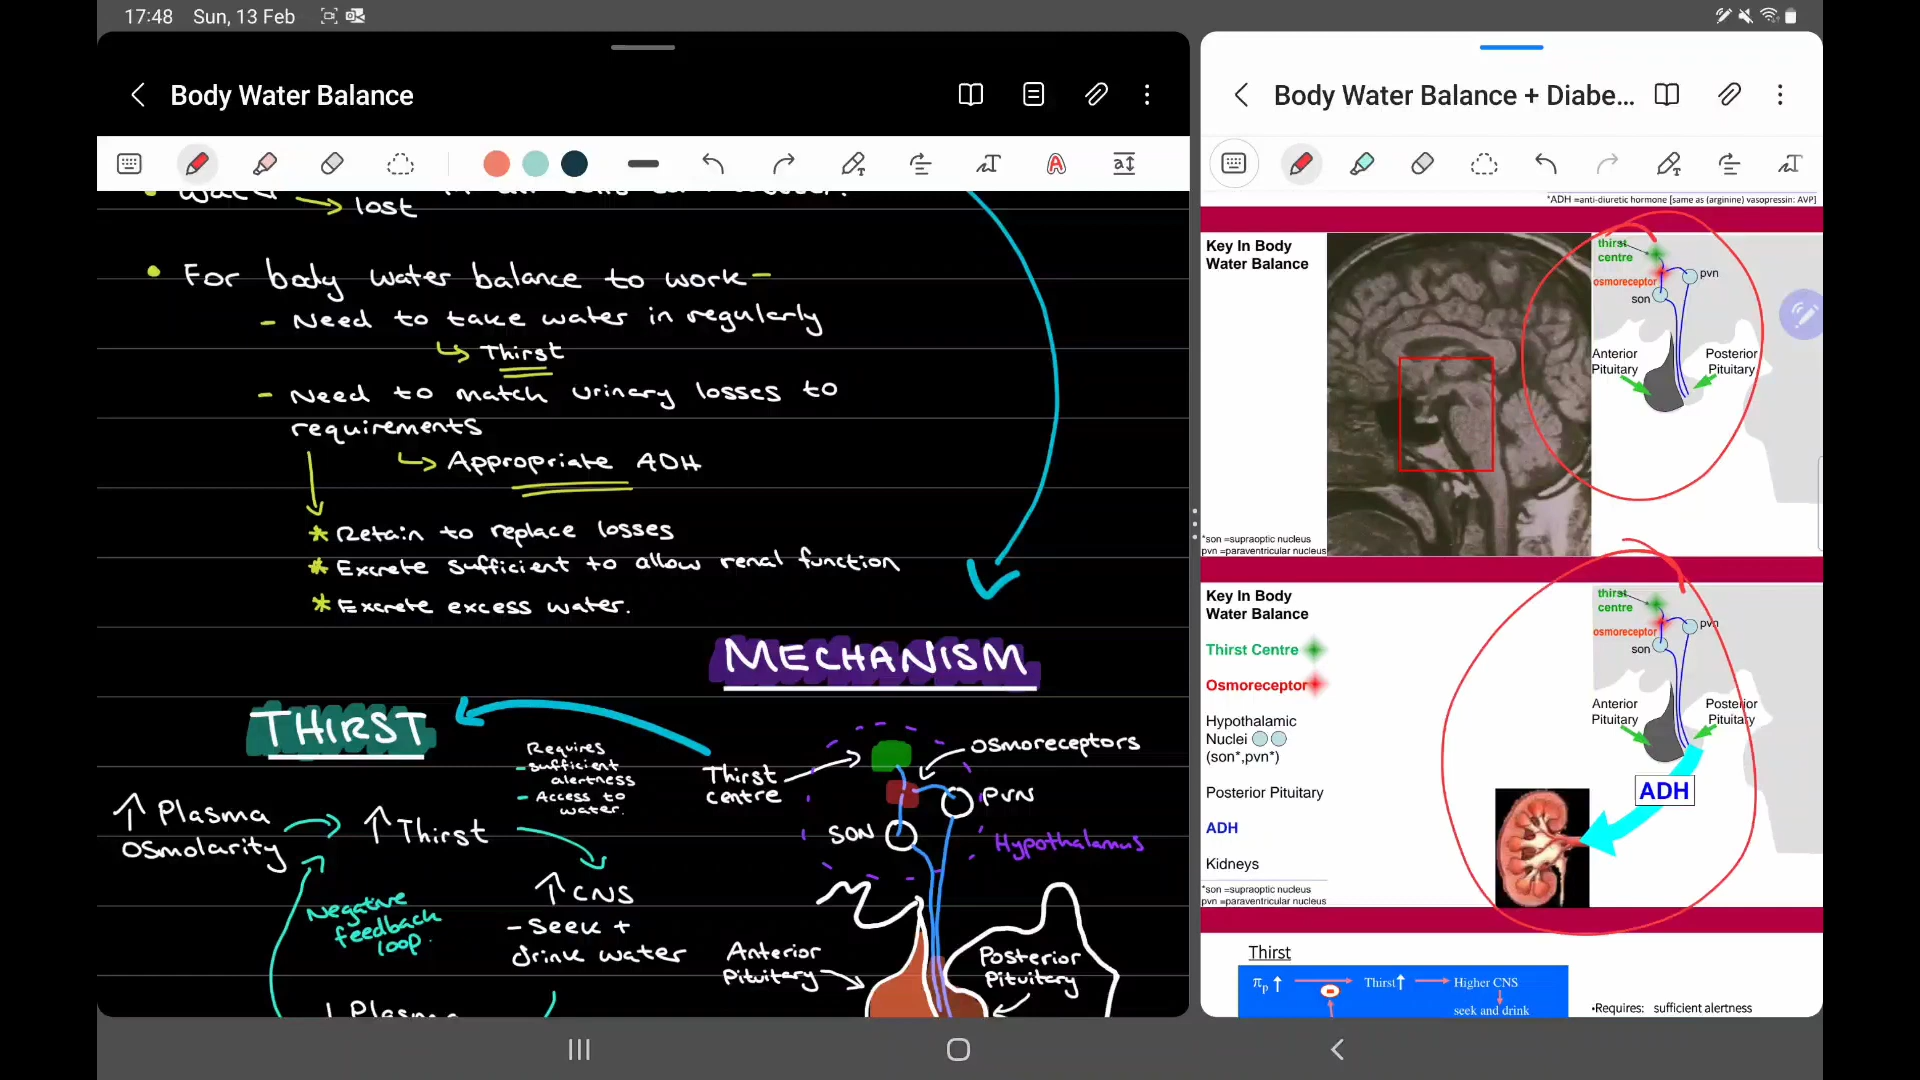 17:48 Sun, 13 Feb
Body Water Balance
lost
• For body water balance to work –
– Need to take water in regularly
Thirst
– Need to match urinary losses to
requirements
Appropriate ADH
* Retain to replace losses
* Excrete sufficient to allow renal function
* Excrete excess water.
MECHANISM
THIRST
Requires
– sufficient
alertness
– Access to
water.
↑ Plasma
osmolarity
↑ Thirst
↑ CNS
– Seek +
drink water
Negative
feedback
loop.
↓ Plasma
Thirst
centre
Osmoreceptors
PVN
SON
Hypothalamus
Anterior
Pituitary
Posterior
Pituitary
Body Water Balance + Diabe...
*ADH =anti-diuretic hormone [same as (arginine) vasopressin: AVP]
Key In Body
Water Balance
thirst
centre
osmoreceptor
pvn
son
Anterior
Pituitary
Posterior
Pituitary
*son =supraoptic nucleus
pvn =paraventricular nucleus
Key In Body
Water Balance
Thirst Centre
Osmoreceptor
Hypothalamic
Nuclei
(son*,pvn*)
Posterior Pituitary
ADH
Kidneys
*son =supraoptic nucleus
pvn =paraventricular nucleus
thirst
centre
osmoreceptor
pvn
son
Anterior
Pituitary
Posterior
Pituitary
ADH
Thirst
πp ↑
Thirst↑
Higher CNS
seek and drink
•Requires: sufficient alertness